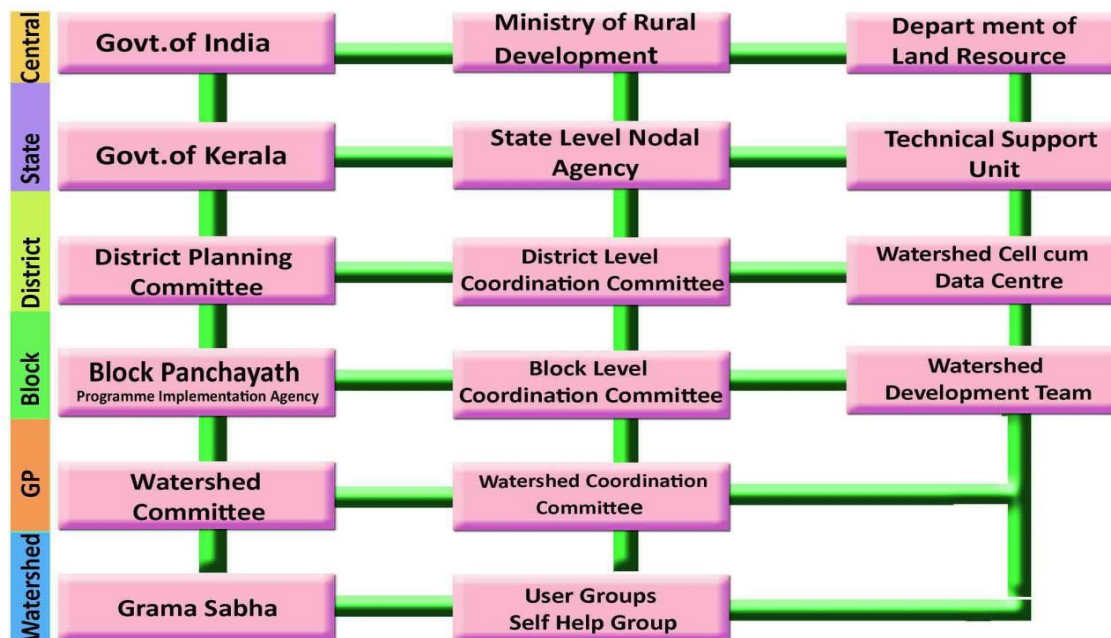 Central
Govt.of India
Ministry of Rural
Development
Depart ment of
Land Resource
State
Govt.of Kerala
State Level Nodal
Agency
Technical Support
Unit
District
District Planning
Committee
District Level
Coordination Committee
Watershed Cell cum
Data Centre
Block
Block Panchayath
Programme Implementation Agency
Block Level
Coordination Committee
Watershed
Development Team
GP
Watershed
Committee
Watershed Coordination
Committee
Watershed
Grama Sabha
User Groups
Self Help Group